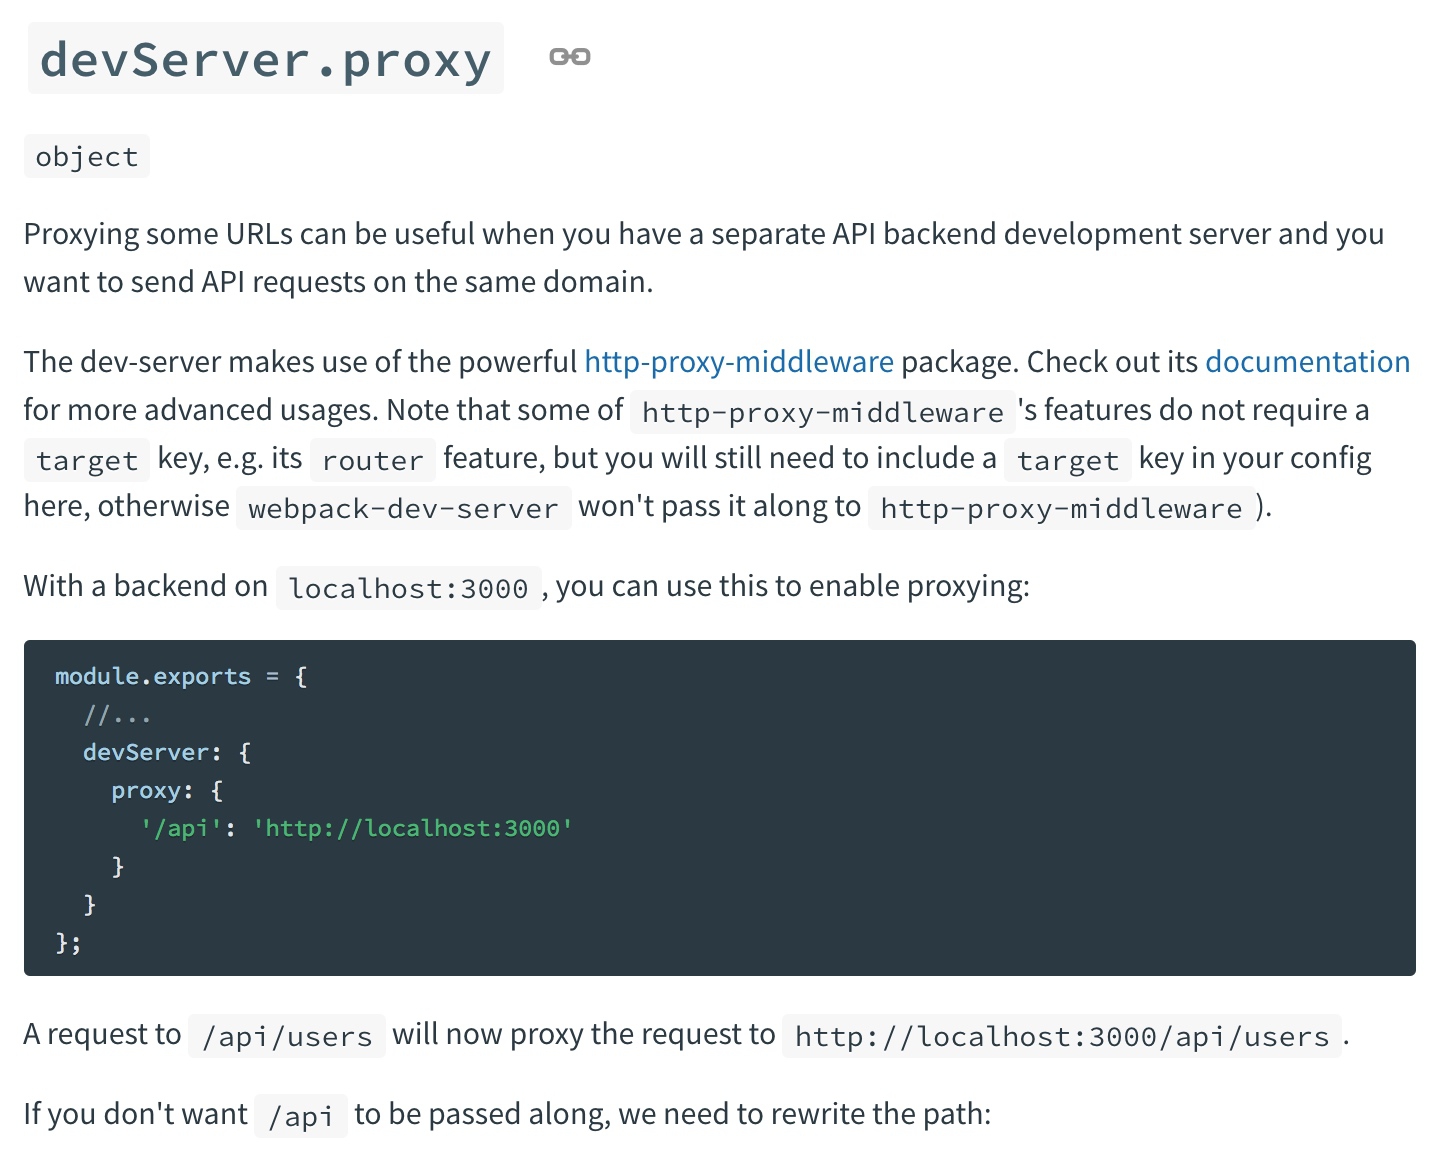 devServer.proxy
object
Proxying some URLs can be useful when you have a separate API backend development server and you
want to send API requests on the same domain.
The dev-server makes use of the powerful http-proxy-middleware package. Check out its documentation
for more advanced usages. Note that some of http-proxy-middleware 's features do not require a
target key, e.g. its router feature, but you will still need to include a target key in your config
here, otherwise webpack-dev-server won't pass it along to http-proxy-middleware ).
With a backend on localhost:3000 , you can use this to enable proxying:
module.exports = {
  //...
  devServer: {
    proxy: {
      '/api': 'http://localhost:3000'
    }
  }
};
A request to /api/users will now proxy the request to http://localhost:3000/api/users .
If you don't want /api to be passed along, we need to rewrite the path: